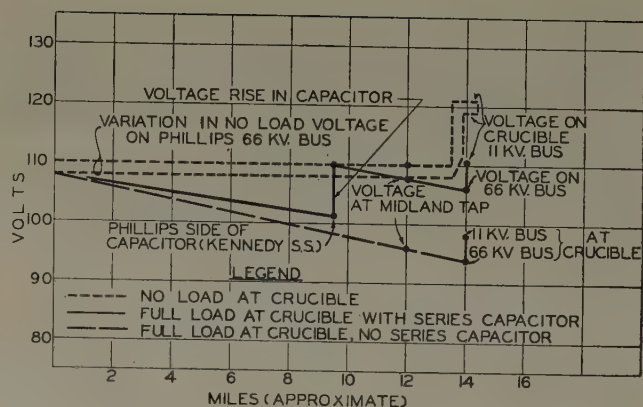 130
120
110
100
90
80
VOLTS
VOLTAGE RISE IN CAPACITOR
VARIATION IN NO LOAD VOLTAGE
ON PHILLIPS 66 KV. BUS
VOLTAGE ON
CRUCIBLE
11 KV. BUS
VOLTAGE ON
66 KV. BUS
VOLTAGE
AT MIDLAND TAP
PHILLIPS SIDE OF
CAPACITOR (KENNEDY S.S.)
11 KV. BUS
66 KV BUS
AT
CRUCIBLE
LEGEND
NO LOAD AT CRUCIBLE
FULL LOAD AT CRUCIBLE WITH SERIES CAPACITOR
FULL LOAD AT CRUCIBLE, NO SERIES CAPACITOR
2 4 6 8 10 12 14 16
MILES (APPROXIMATE)